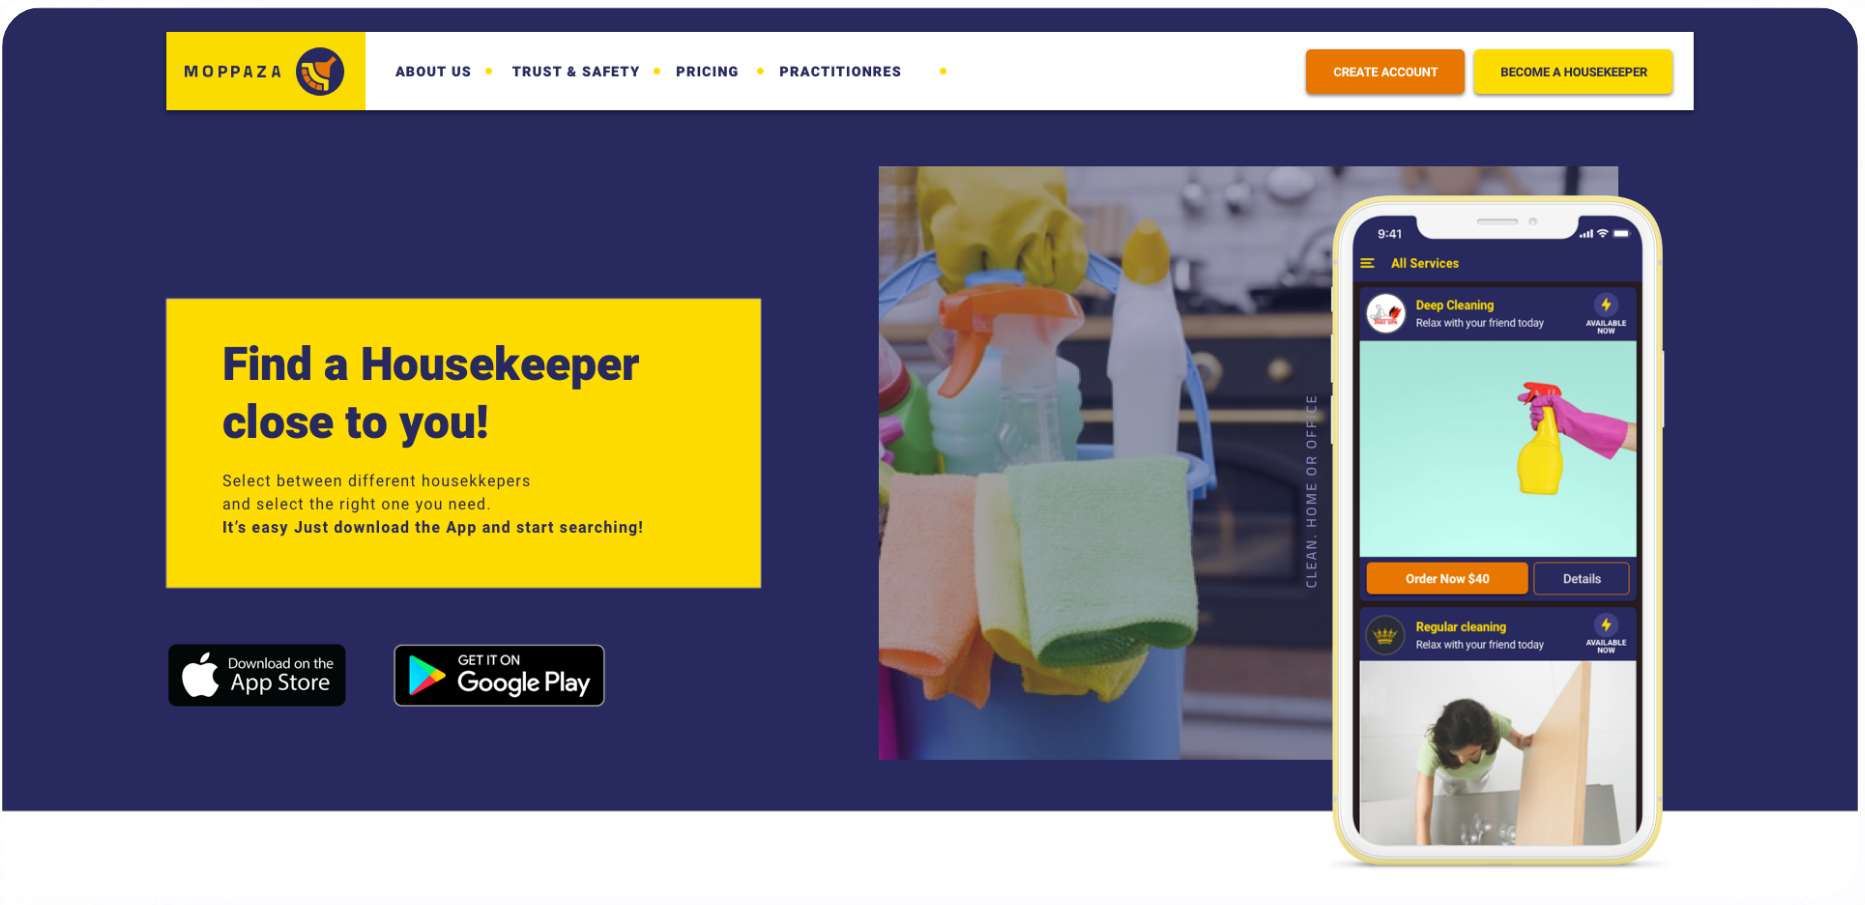 MOPPAZA
ABOUT US
TRUST & SAFETY
PRICING
PRACTITIONRES
CREATE ACCOUNT
BECOME A HOUSEKEEPER
Find a Housekeeper
close to you!
Select between different housekkepers
and select the right one you need.
It's easy Just download the App and start searching!
Download on the
App Store
GET IT ON
Google Play
CLEAN. HOME OR OFFICE
9:41
All Services
Deep Cleaning
Relax with your friend today
AVAILABLE
NOW
Order Now $40
Details
Regular cleaning
Relax with your friend today
AVAILABLE
NOW